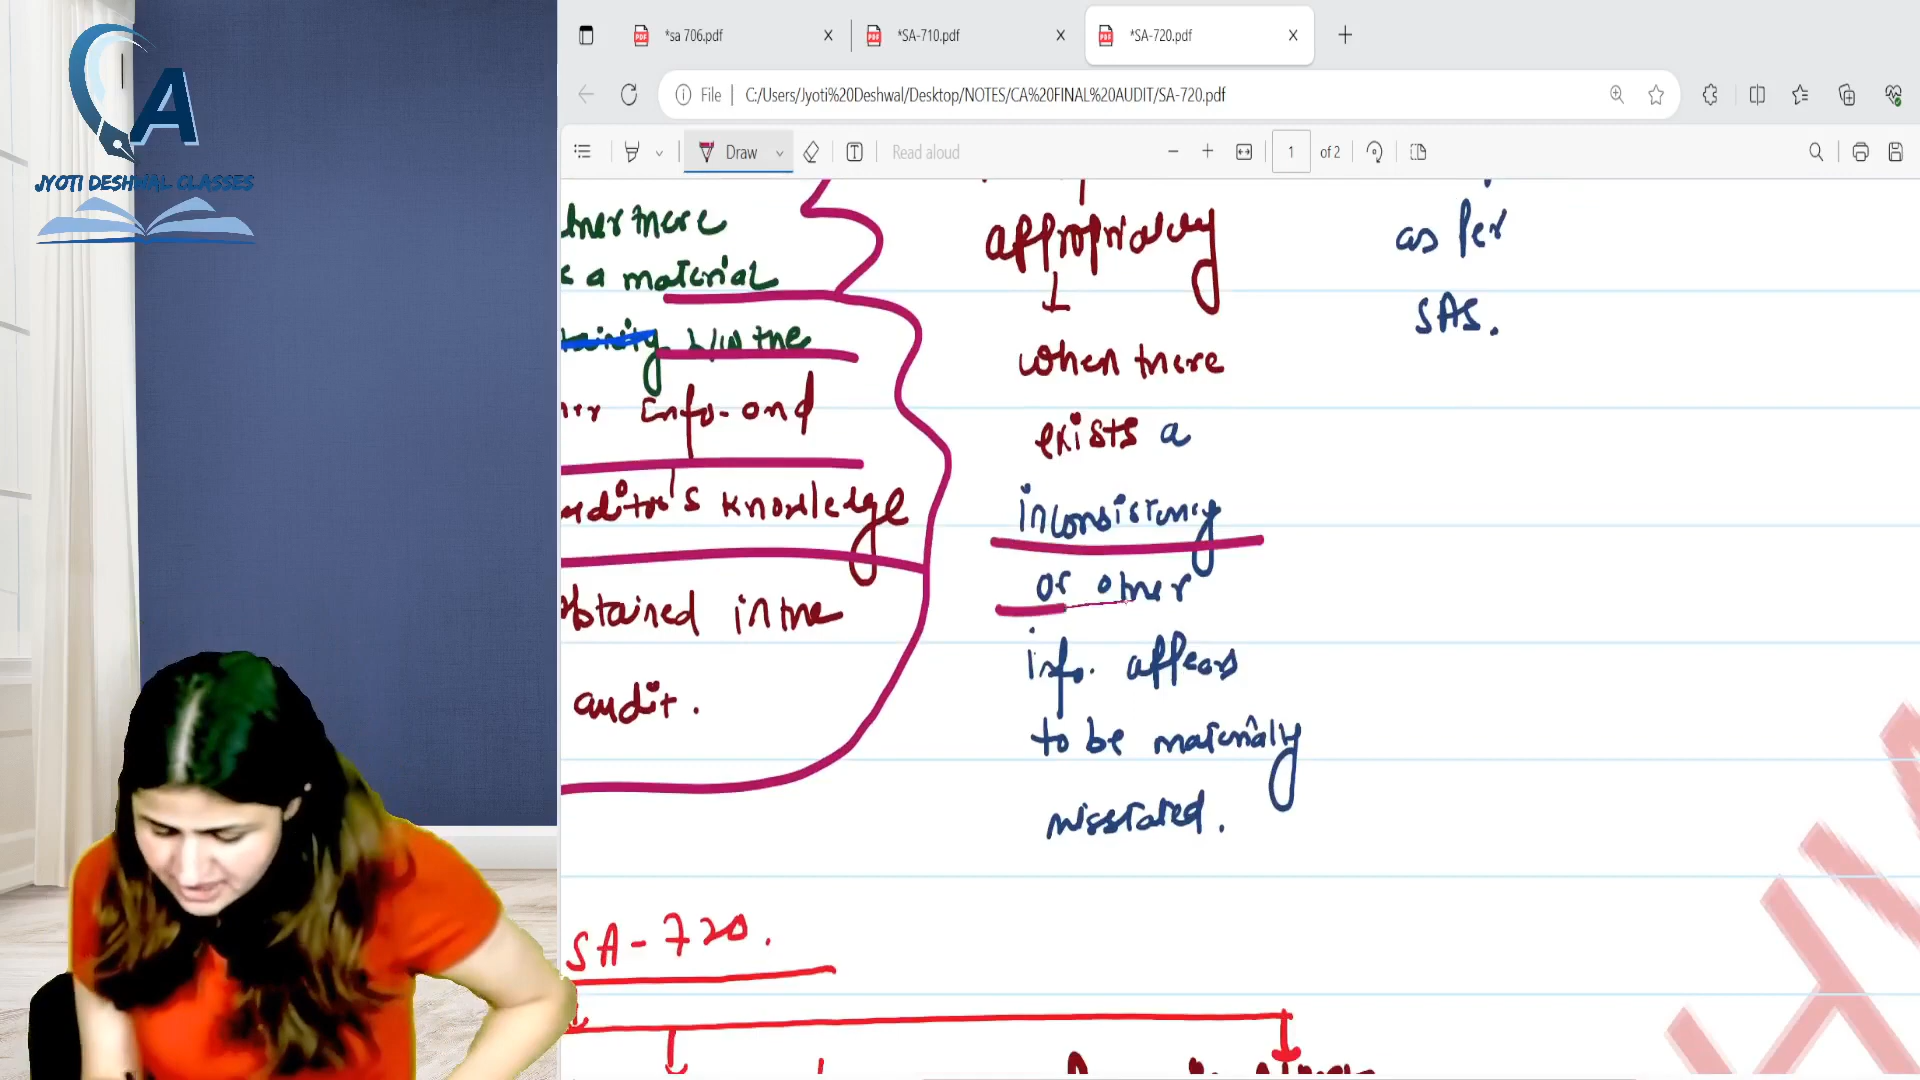 *sa 706.pdf
*SA-710.pdf
*SA-720.pdf
File
C:/Users/Jyoti%20Deshwal/Desktop/NOTES/CA%20FINAL%20AUDIT/SA-720.pdf
Draw
Read aloud
1 of 2
CA
JYOTI DESHWAL CLASSES
a material
b/w the
Info. and
auditor's knowledge
obtained in the
audit.
appropriately
when there
exists a
inconsistency
or other
info. appears
to be materially
misstated.
as per
SAS.
SA-720.